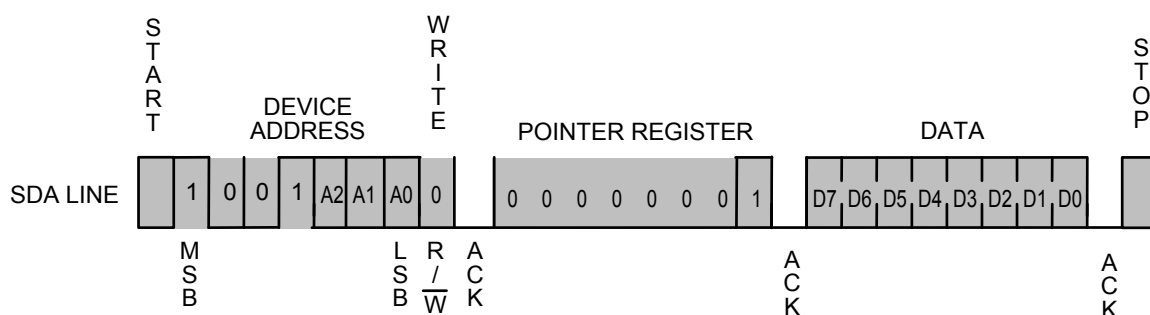 START
WRITE
STOP
DEVICE
ADDRESS
POINTER REGISTER
DATA
SDA LINE
1 0 0 1 A2 A1 A0 0
0 0 0 0 0 0 0 1
D7 D6 D5 D4 D3 D2 D1 D0
MSB
LSB
R/W̅
ACK
ACK
ACK